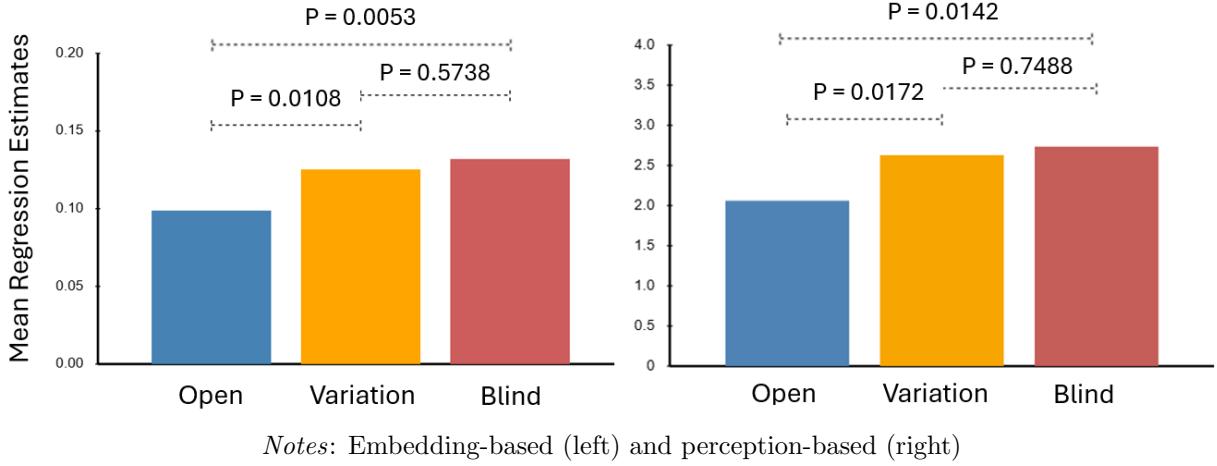 Mean Regression Estimates
P = 0.0053
P = 0.5738
P = 0.0108
0.20
0.15
0.10
0.05
0.00
Open Variation Blind
P = 0.0142
P = 0.7488
P = 0.0172
4.0
3.5
3.0
2.5
2.0
1.5
1.0
0.5
0
Open Variation Blind
Notes: Embedding-based (left) and perception-based (right)